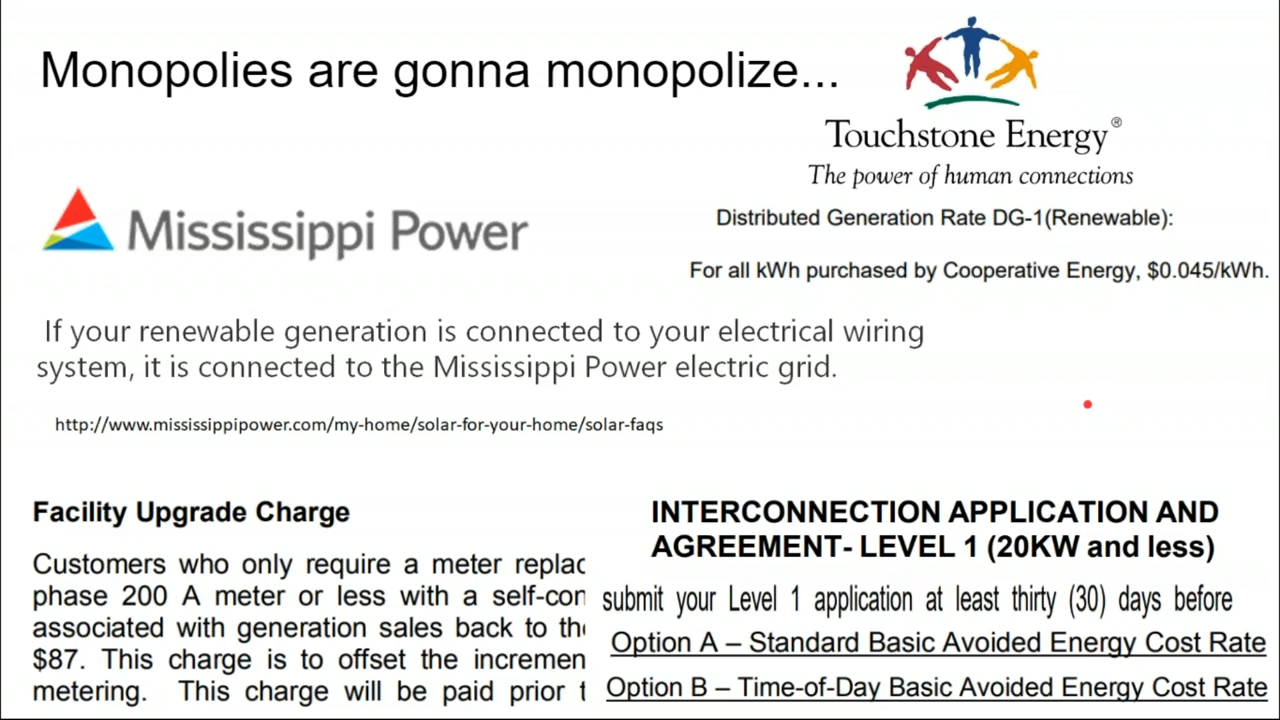 Monopolies are gonna monopolize...
Touchstone Energy®
The power of human connections
Mississippi Power
Distributed Generation Rate DG-1(Renewable):
For all kWh purchased by Cooperative Energy, $0.045/kWh.
If your renewable generation is connected to your electrical wiring
system, it is connected to the Mississippi Power electric grid.
http://www.mississippipower.com/my-home/solar-for-your-home/solar-faqs
Facility Upgrade Charge
Customers who only require a meter replac
phase 200 A meter or less with a self-con
associated with generation sales back to the
$87. This charge is to offset the incremen
metering. This charge will be paid prior t
INTERCONNECTION APPLICATION AND
AGREEMENT- LEVEL 1 (20KW and less)
submit your Level 1 application at least thirty (30) days before
Option A – Standard Basic Avoided Energy Cost Rate
Option B – Time-of-Day Basic Avoided Energy Cost Rate